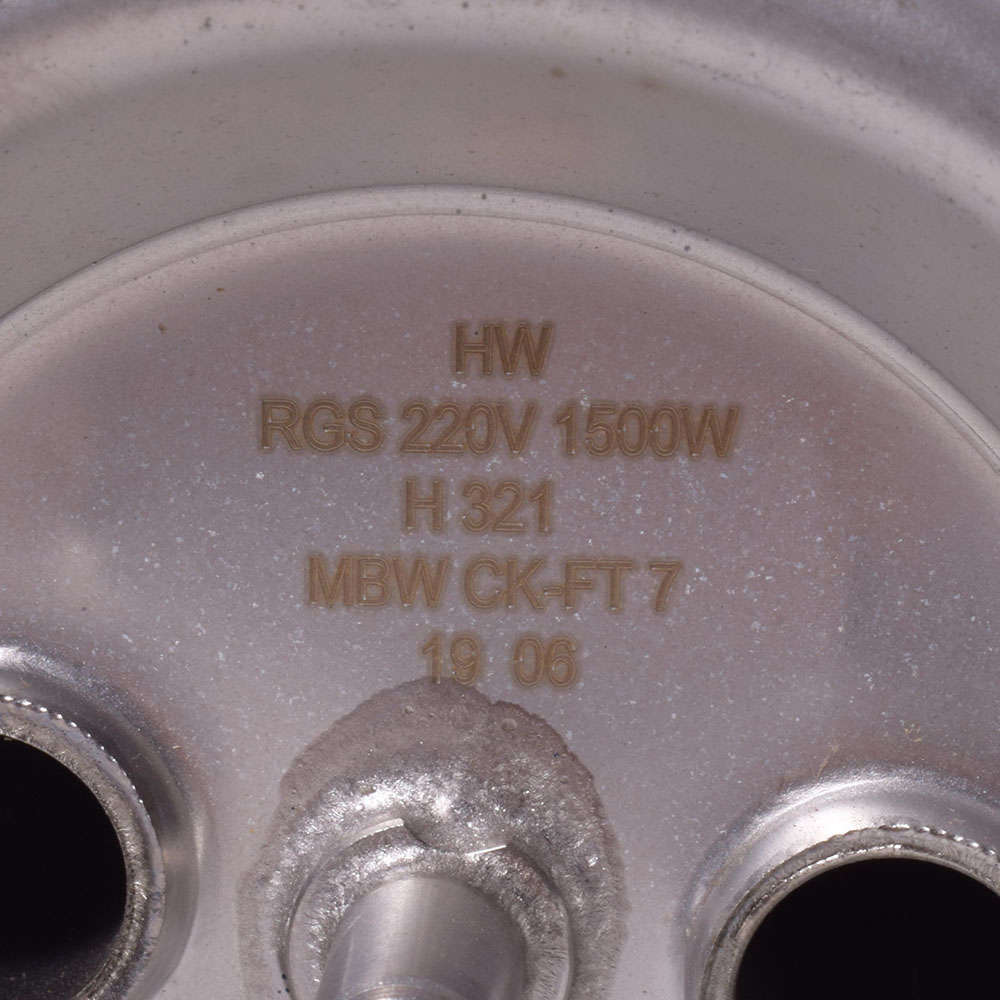 HW
RGS 220V 1500W
H 321
MBW CK-FT 7
19 06